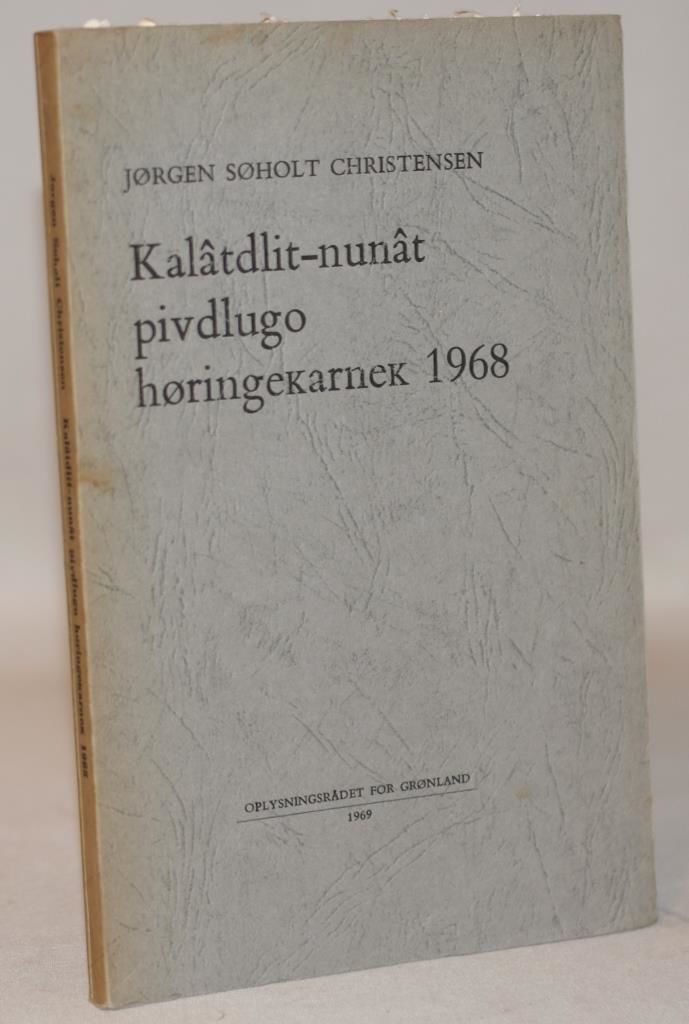 JØRGEN SØHOLT CHRISTENSEN
Kalâtdlit-nunât
pivdlugo
høringeĸarneĸ 1968
OPLYSNINGSRÅDET FOR GRØNLAND
1969
Jørgen Søholt Christensen Kalâtdlit-nunât pivdlugo høringeĸarneĸ 1968